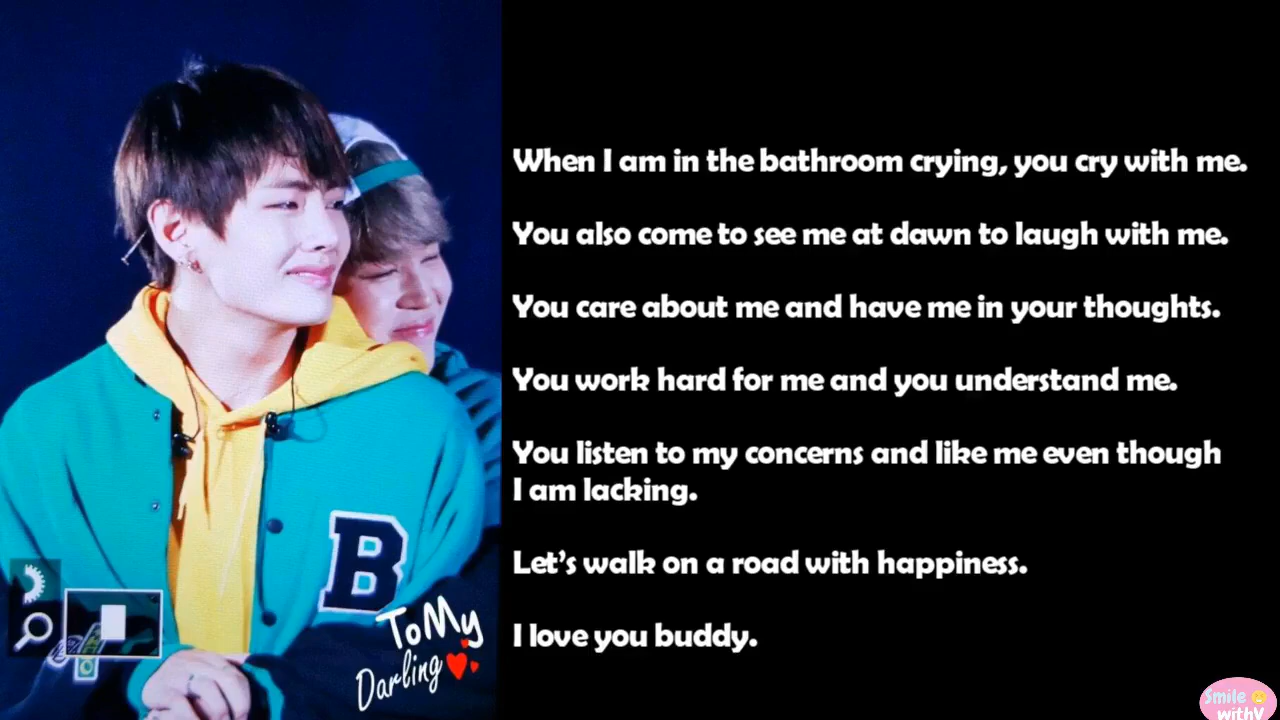 When I am in the bathroom crying, you cry with me.
You also come to see me at dawn to laugh with me.
You care about me and have me in your thoughts.
You work hard for me and you understand me.
You listen to my concerns and like me even though
I am lacking.
Let's walk on a road with happiness.
I love you buddy.
B
To My
Darling
Smile
withV